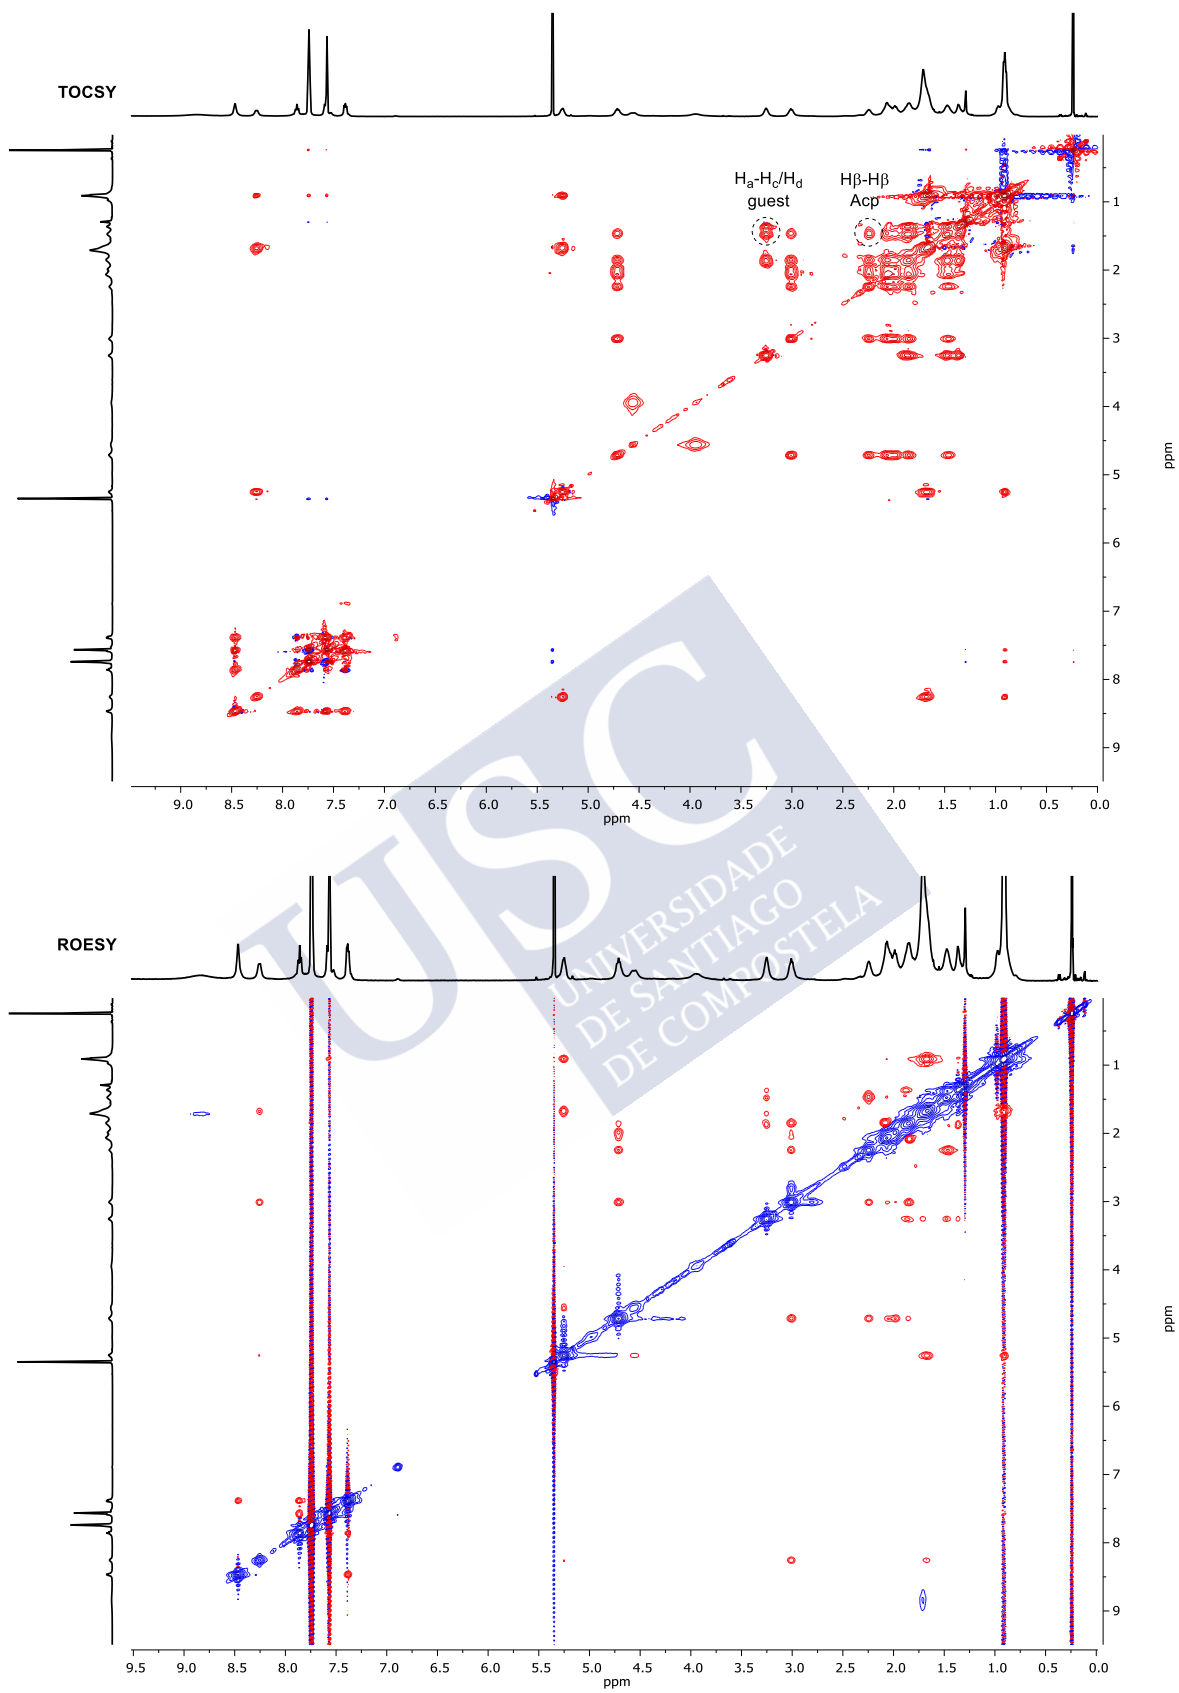 TOCSY
Hₐ-H꜀/H_d
guest
Hβ-Hβ
Acp
1
2
3
4
5
6
7
8
9
ppm
9.0 8.5 8.0 7.5 7.0 6.5 6.0 5.5 5.0 4.5 4.0 3.5 3.0 2.5 2.0 1.5 1.0 0.5 0.0
ppm
USC
UNIVERSIDADE
DE SANTIAGO
DE COMPOSTELA
ROESY
1
2
3
4
5
6
7
8
9
ppm
9.5 9.0 8.5 8.0 7.5 7.0 6.5 6.0 5.5 5.0 4.5 4.0 3.5 3.0 2.5 2.0 1.5 1.0 0.5 0.0
ppm